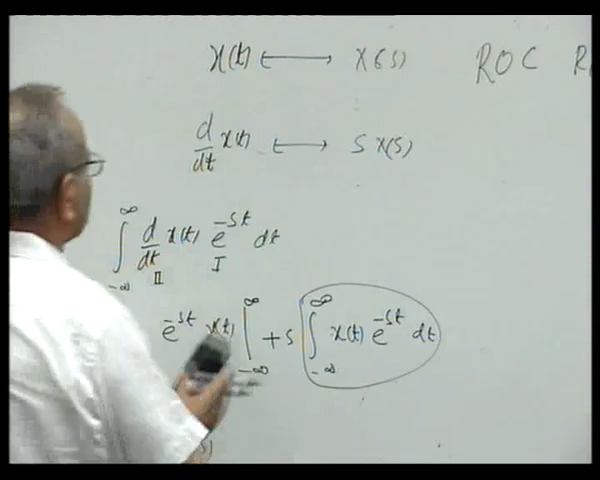 x(t) ⟷ X(s) ROC R
d/dt x(t) ⟷ s X(s)
∫_{-∞}^{∞} d/dt x(t) e^{-st} dt
II I
e^{-st} x(t) |_{-∞}^{∞} + s ∫_{-∞}^{∞} x(t) e^{-st} dt
s)